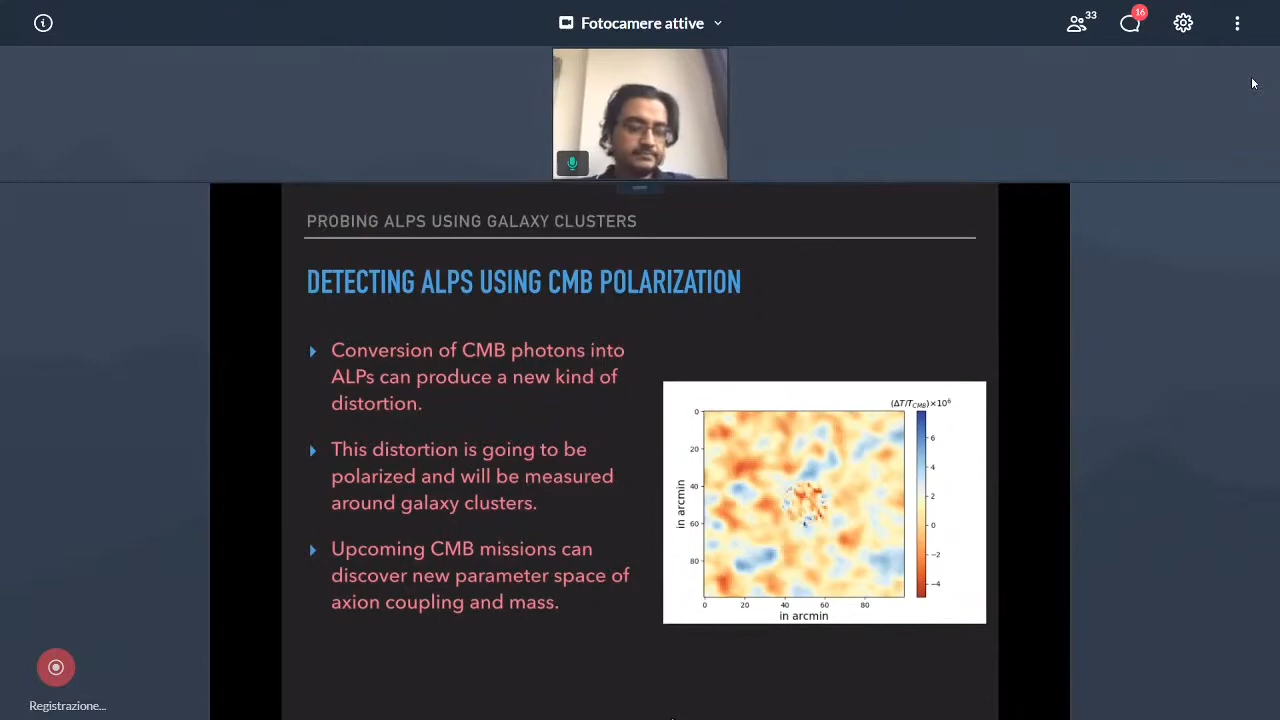 Fotocamere attive
33
16
PROBING ALPS USING GALAXY CLUSTERS
DETECTING ALPS USING CMB POLARIZATION
Conversion of CMB photons into
ALPs can produce a new kind of
distortion.
This distortion is going to be
polarized and will be measured
around galaxy clusters.
Upcoming CMB missions can
discover new parameter space of
axion coupling and mass.
(ΔT/T_CMB)×10⁶
0
20
40
60
80
in arcmin
0
20
40
60
80
in arcmin
6
4
2
0
−2
−4
Registrazione...